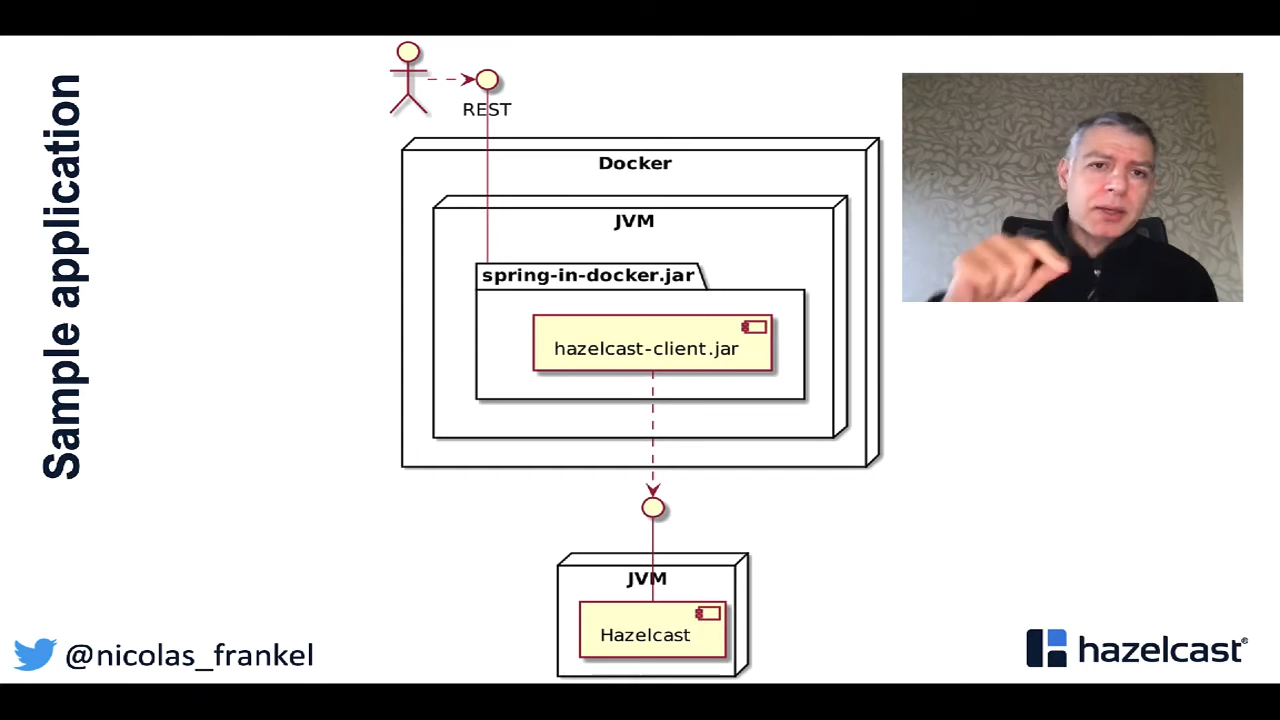 Sample application
REST
Docker
JVM
spring-in-docker.jar
hazelcast-client.jar
JVM
Hazelcast
@nicolas_frankel
hazelcast®